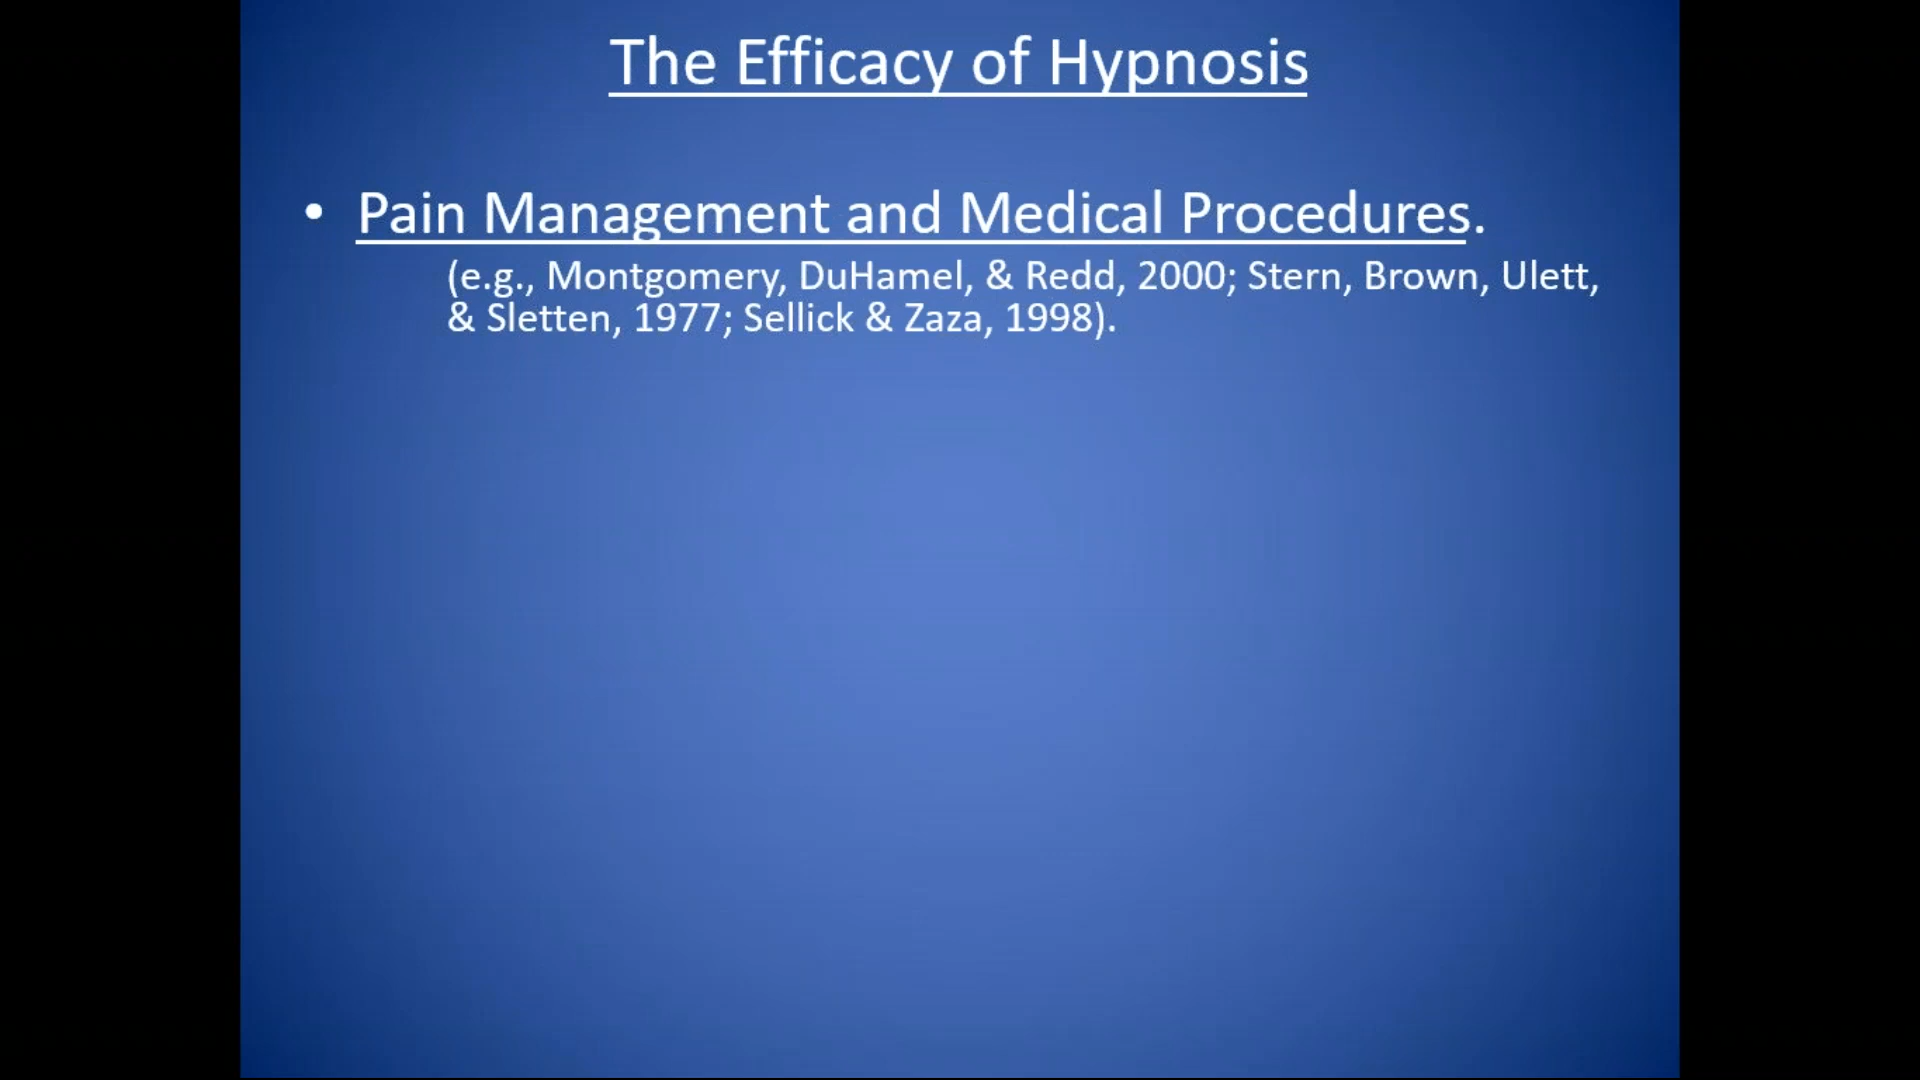 The Efficacy of Hypnosis
• Pain Management and Medical Procedures.
(e.g., Montgomery, DuHamel, & Redd, 2000; Stern, Brown, Ulett,
& Sletten, 1977; Sellick & Zaza, 1998).